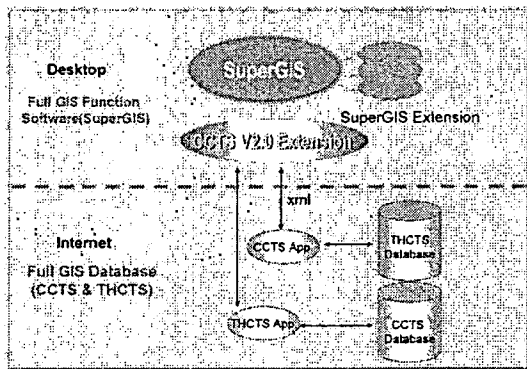 SuperGIS
Desktop
Full GIS Function
Software(SuperGIS)
SuperGIS Extension
CCTS V2.0 Extension
xml
Internet
CCTS App
THCTS
Database
Full GIS Database
(CCTS & THCTS)
THCTS App
CCTS
Database